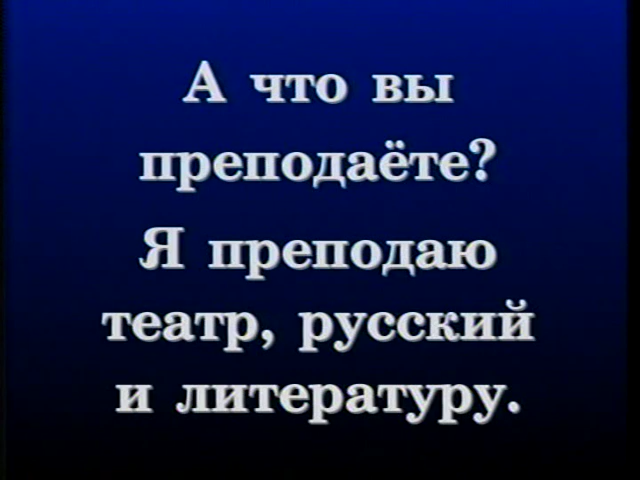 А что вы
преподаёте?
Я преподаю
театр, русский
и литературу.